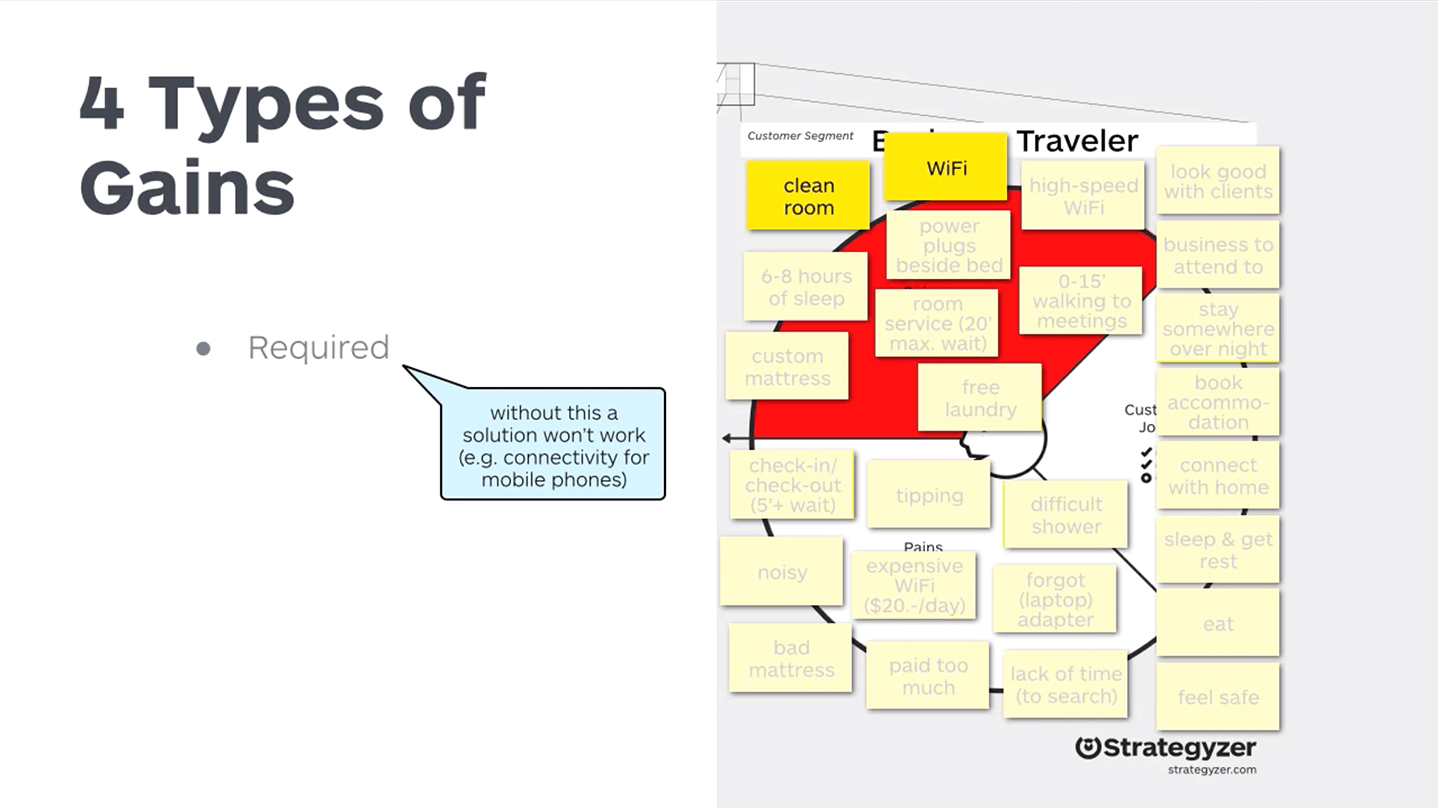 4 Types of
Gains
Required
without this a
solution won't work
(e.g. connectivity for
mobile phones)
Customer Segment
Traveler
clean
room
WiFi
high-speed
WiFi
look good
with clients
power
plugs
beside bed
business to
attend to
6-8 hours
of sleep
0-15'
walking to
meetings
room
service (20'
max. wait)
stay
somewhere
over night
custom
mattress
free
laundry
book
accommo-
dation
check-in/
check-out
(5'+ wait)
tipping
difficult
shower
connect
with home
Pains
noisy
expensive
WiFi
($20.-/day)
forgot
(laptop)
adapter
sleep & get
rest
eat
bad
mattress
paid too
much
lack of time
(to search)
feel safe
Strategyzer
strategyzer.com